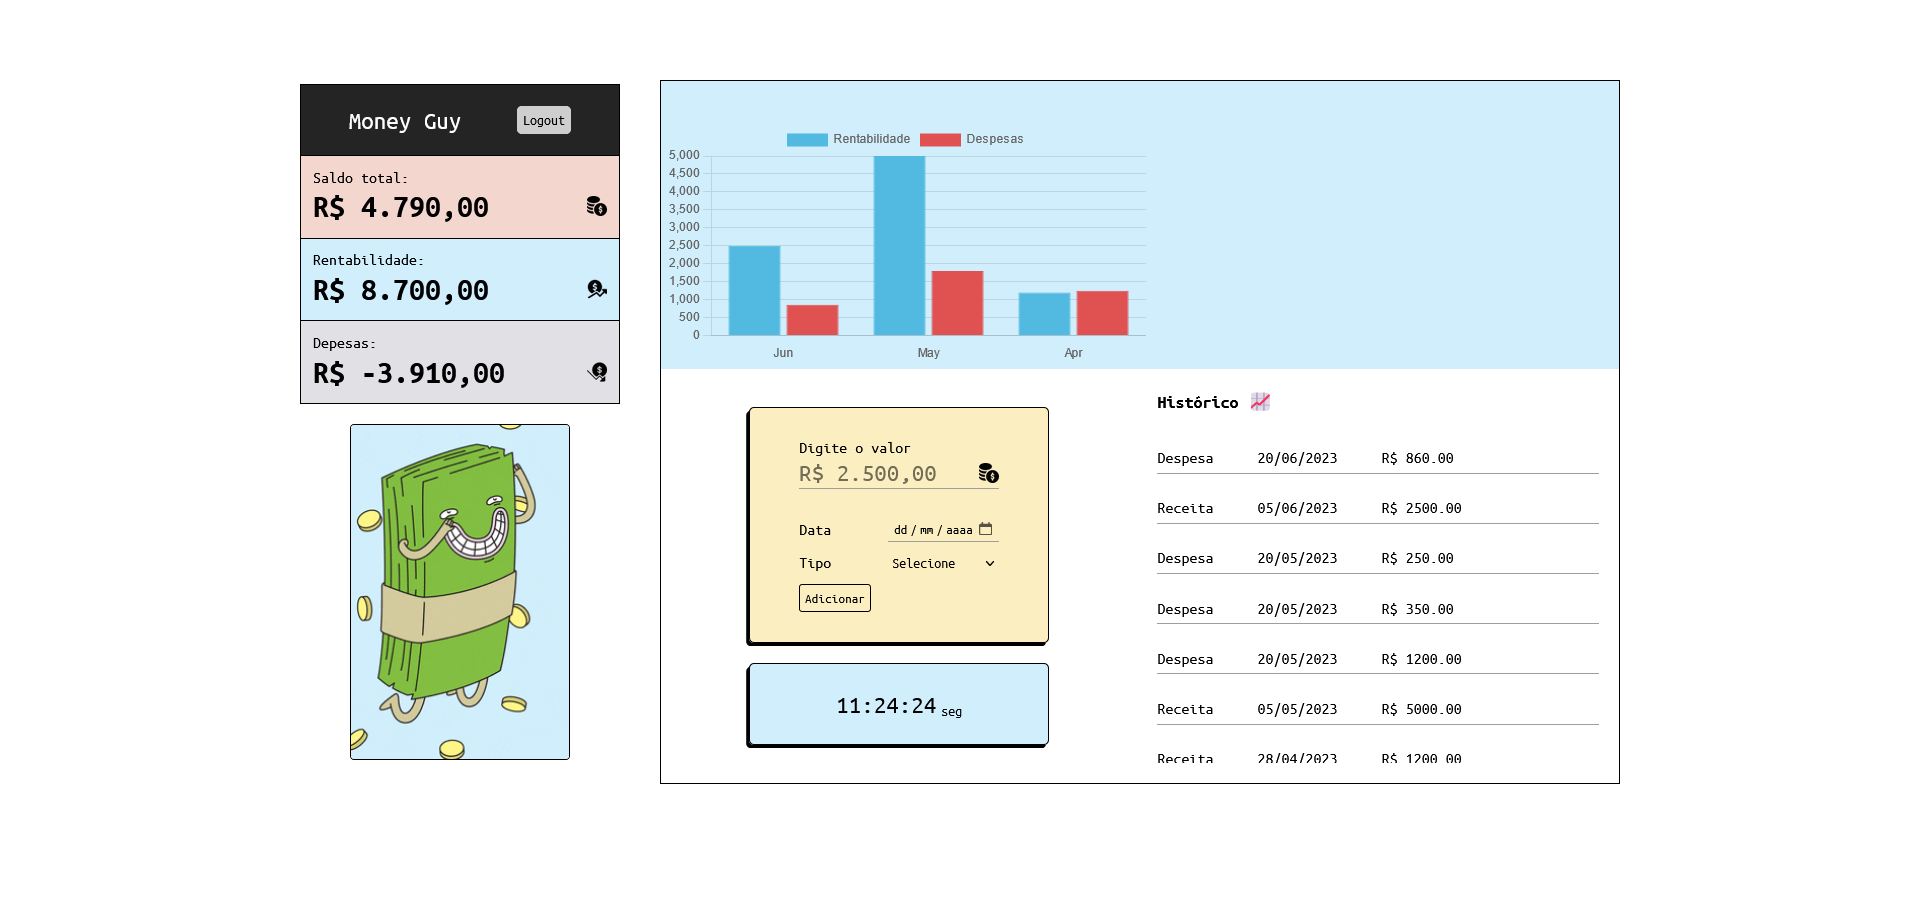 Money Guy Logout
Saldo total:
R$ 4.790,00
Rentabilidade:
R$ 8.700,00
Depesas:
R$ -3.910,00
Rentabilidade Despesas
5,000
4,500
4,000
3,500
3,000
2,500
2,000
1,500
1,000
500
0
Jun May Apr
Digite o valor
R$ 2.500,00
Data dd/mm/aaaa
Tipo Selecione
Adicionar
11:24:24 seg
Histórico
Despesa 20/06/2023 R$ 860.00
Receita 05/06/2023 R$ 2500.00
Despesa 20/05/2023 R$ 250.00
Despesa 20/05/2023 R$ 350.00
Despesa 20/05/2023 R$ 1200.00
Receita 05/05/2023 R$ 5000.00
Receita 28/04/2023 R$ 1200.00